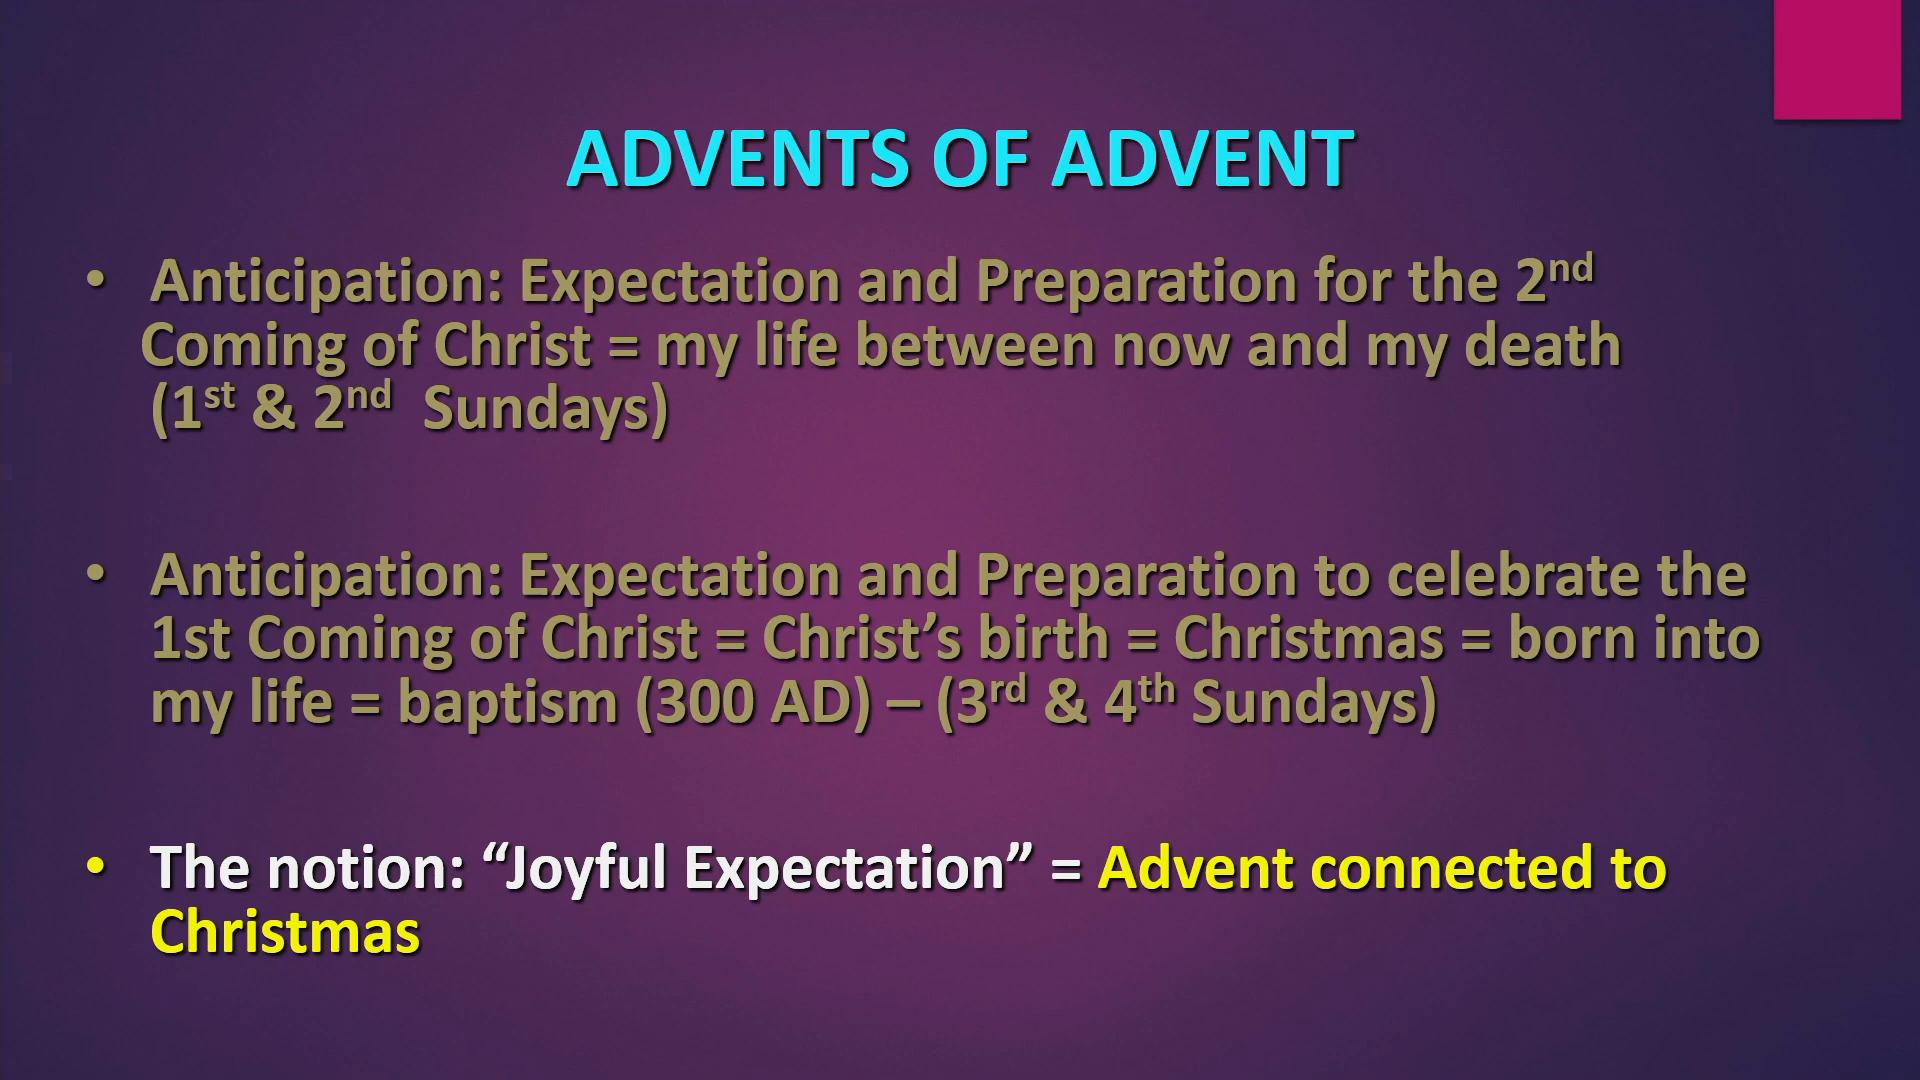 ADVENTS OF ADVENT
• Anticipation: Expectation and Preparation for the 2nd
Coming of Christ = my life between now and my death
(1st & 2nd Sundays)
• Anticipation: Expectation and Preparation to celebrate the
1st Coming of Christ = Christ’s birth = Christmas = born into
my life = baptism (300 AD) – (3rd & 4th Sundays)
• The notion: “Joyful Expectation” = Advent connected to
Christmas